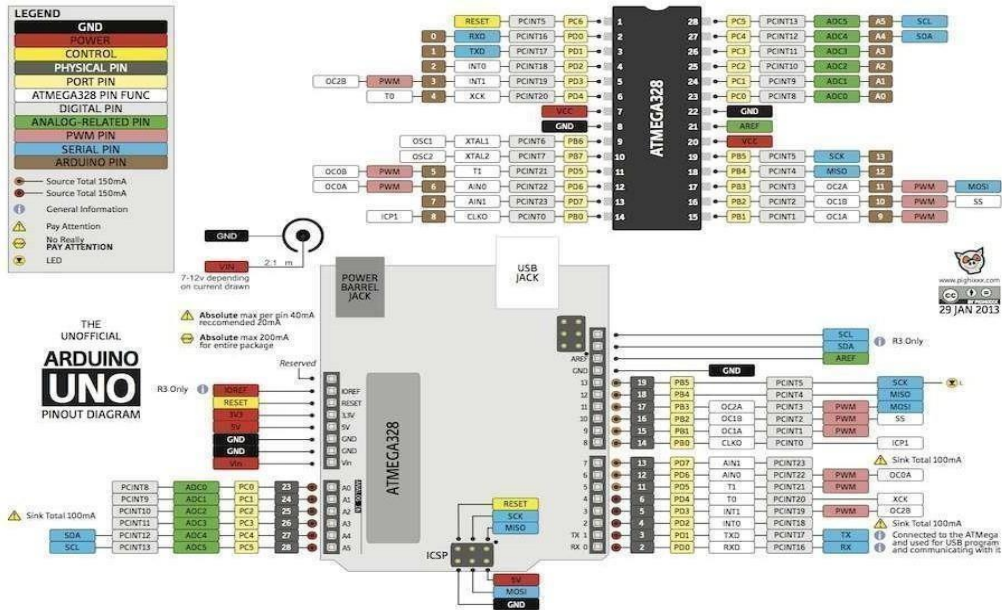 LEGEND
GND
POWER
CONTROL
PHYSICAL PIN
PORT PIN
ATMEGA328 PIN FUNC
DIGITAL PIN
ANALOG-RELATED PIN
PWM PIN
SERIAL PIN
ARDUINO PIN
Source Total 150mA
Source Total 150mA
General Information
Pay Attention
No Really
PAY ATTENTION
LED
RESET PCINT5 PC6 1
0 RXD PCINT16 PD0 2
1 TXD PCINT17 PD1 3
2 INT0 PCINT18 PD2 4
OC2B PWM 3 INT1 PCINT19 PD3 5
T0 4 XCK PCINT20 PD4 6
VCC 7
GND 8
OSC1 XTAL1 PCINT6 PB6 9
OSC2 XTAL2 PCINT7 PB7 10
OC0B PWM 5 T1 PCINT21 PD5 11
OC0A PWM 6 AIN0 PCINT22 PD6 12
7 AIN1 PCINT23 PD7 13
ICP1 8 CLKO PCINT0 PB0 14
ATMEGA328
28 PC5 PCINT13 ADC5 A5 SCL
27 PC4 PCINT12 ADC4 A4 SDA
26 PC3 PCINT11 ADC3 A3
25 PC2 PCINT10 ADC2 A2
24 PC1 PCINT9 ADC1 A1
23 PC0 PCINT8 ADC0 A0
22 GND
21 AREF
20 VCC
19 PB5 PCINT5 SCK 13
18 PB4 PCINT4 MISO 12
17 PB3 PCINT3 OC2A 11 PWM MOSI
16 PB2 PCINT2 OC1B 10 PWM SS
15 PB1 PCINT1 OC1A 9 PWM
GND
VIN
2.1 m
7-12v depending
on current drawn
POWER
BARREL
JACK
USB
JACK
www.pighixxx.com
cc
29 JAN 2013
Absolute max per pin 40mA
reccomended 20mA
Absolute max 200mA
for entire package
THE
UNOFFICIAL
ARDUINO
UNO
PINOUT DIAGRAM
Reserved
R3 Only IOREF IOREF
RESET RESET
3V3 3.3V
5V 5V
GND GND
GND GND
Vin Vin
ATMEGA328
PCINT8 ADC0 PC0 23 A0
PCINT9 ADC1 PC1 24 A1
PCINT10 ADC2 PC2 25 A2
PCINT11 ADC3 PC3 26 A3
SDA PCINT12 ADC4 PC4 27 A4
SCL PCINT13 ADC5 PC5 28 A5
Sink Total 100mA
SCL
SDA R3 Only
AREF AREF
GND GND
13 19 PB5 PCINT5 SCK L
12 18 PB4 PCINT4 MISO
11 17 PB3 OC2A PCINT3 PWM MOSI
10 16 PB2 OC1B PCINT2 PWM SS
9 15 PB1 OC1A PCINT1 PWM
8 14 PB0 CLKO PCINT0 ICP1
Sink Total 100mA
7 13 PD7 AIN1 PCINT23
6 12 PD6 AIN0 PCINT22 PWM OC0A
5 11 PD5 T1 PCINT21 PWM
4 6 PD4 T0 PCINT20 XCK
3 5 PD3 INT1 PCINT19 PWM OC2B
2 4 PD2 INT0 PCINT18
Sink Total 100mA
TX 1 3 PD1 TXD PCINT17 TX
RX 0 2 PD0 RXD PCINT16 RX
Connected to the ATMega
and used for USB program
and communicating with it
ICSP
RESET
SCK
MISO
5V
MOSI
GND